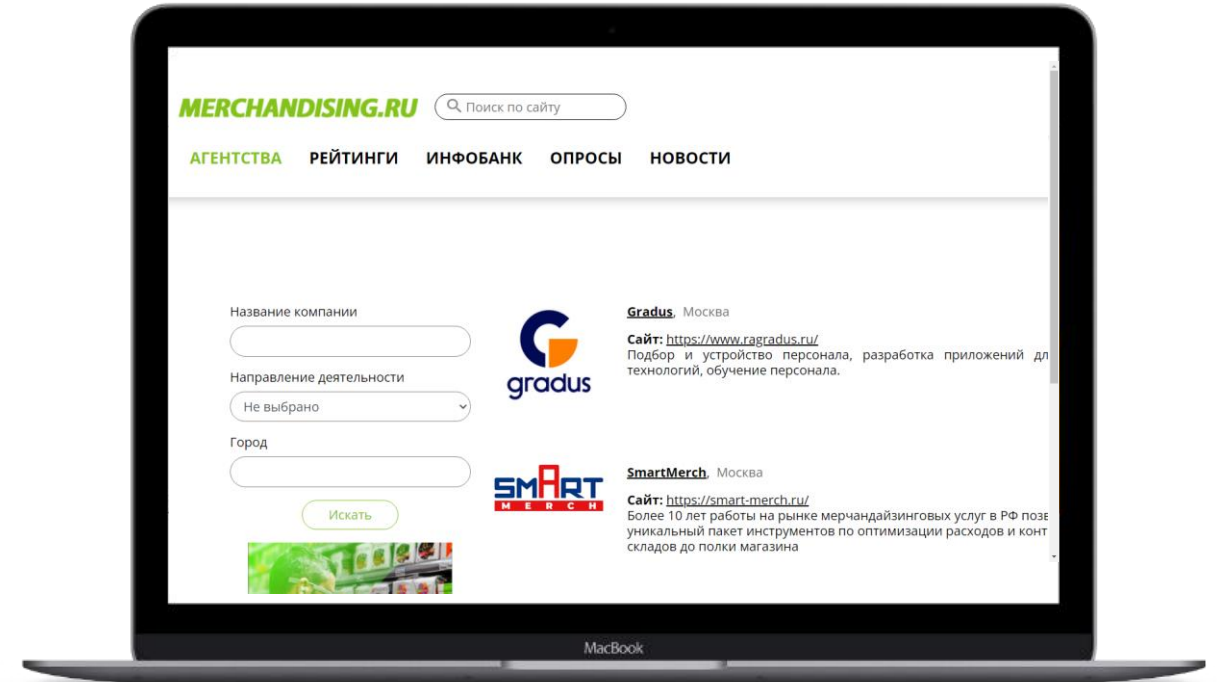 MERCHANDISING.RU
Поиск по сайту
АГЕНТСТВА РЕЙТИНГИ ИНФОБАНК ОПРОСЫ НОВОСТИ
Название компании
Направление деятельности
Не выбрано
Город
Искать
gradus
Gradus, Москва
Сайт: https://www.ragradus.ru/
Подбор и устройство персонала, разработка приложений дл
технологий, обучение персонала.
SMART
MERCH
SmartMerch, Москва
Сайт: https://smart-merch.ru/
Более 10 лет работы на рынке мерчандайзинговых услуг в РФ позв
уникальный пакет инструментов по оптимизации расходов и конт
складов до полки магазина
MacBook